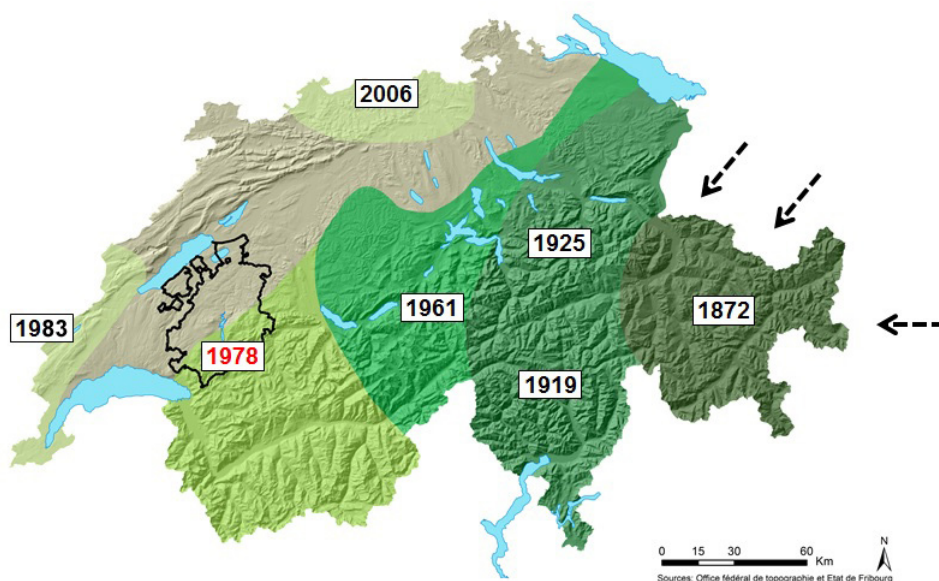 2006
1925
1983
1961
1872
1978
1919
N
0 15 30 60
Km
Sources: Office fédéral de topographie et Etat de Fribourg